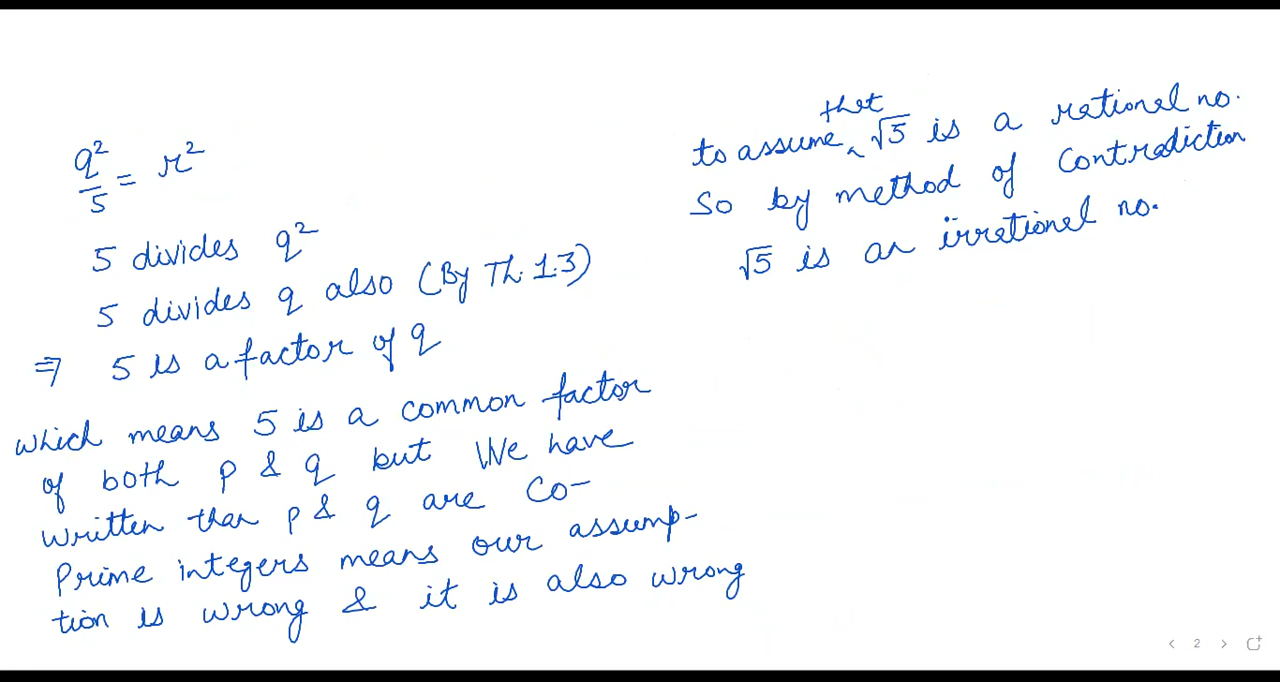 q²/5 = r²
5 divides q²
5 divides q also (By Th. 1.3)
⇒ 5 is a factor of q
which means 5 is a common factor
of both p & q but We have
written than p & q are Co-
Prime integers means our assump-
tion is wrong & it is also wrong
that
to assume ^ √5 is a rational no.
So by method of Contradiction
√5 is an irrational no.
< 2 >